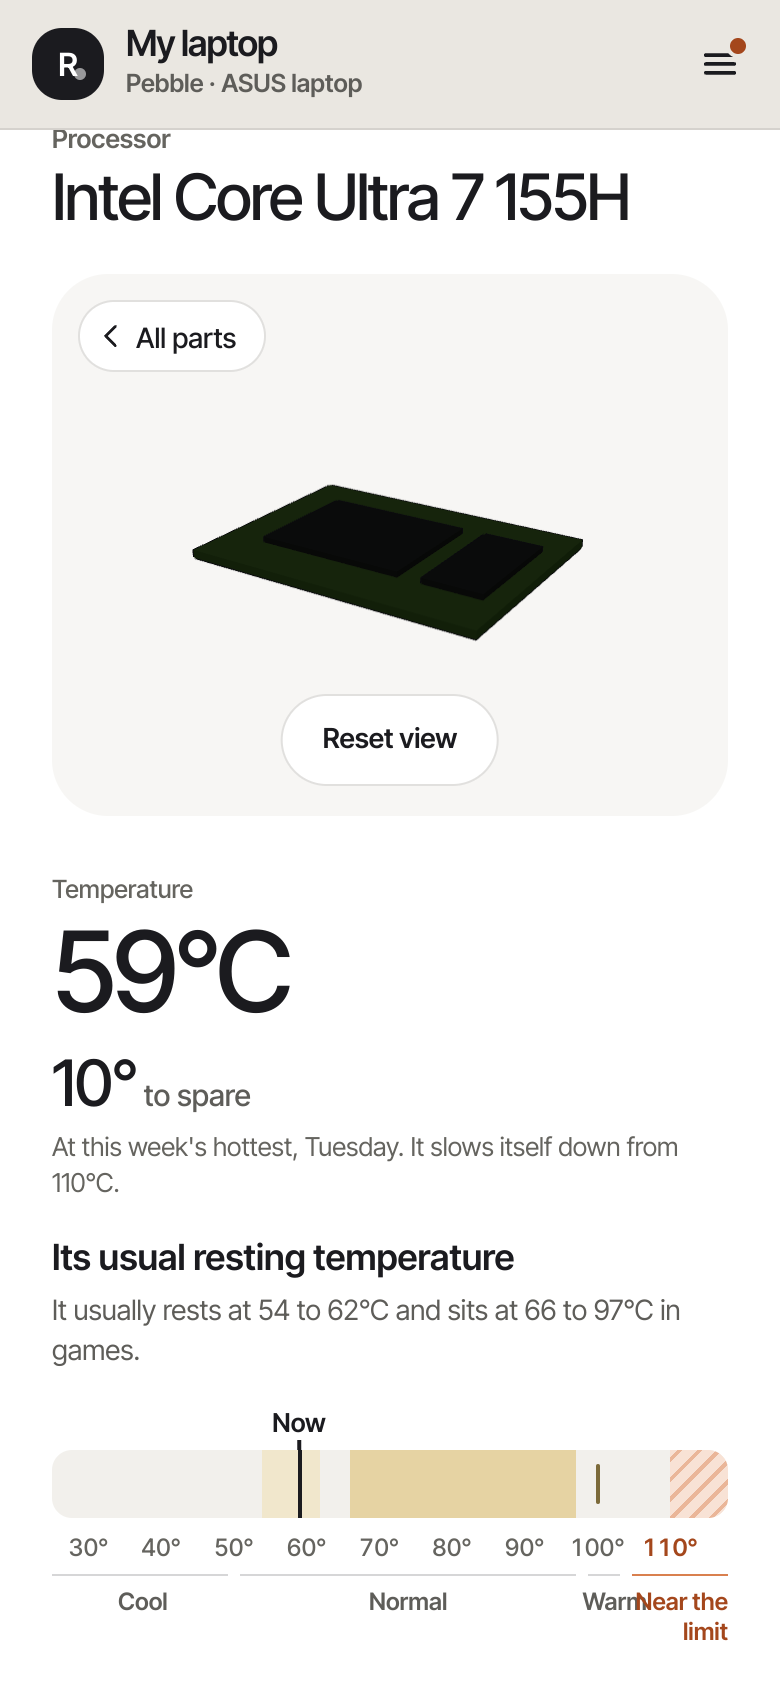 R
My laptop
Pebble · ASUS laptop
Processor
Intel Core Ultra 7 155H
All parts
Reset view
Temperature
59°C
10° to spare
At this week's hottest, Tuesday. It slows itself down from
110°C.
Its usual resting temperature
It usually rests at 54 to 62°C and sits at 66 to 97°C in
games.
Now
30° 40° 50° 60° 70° 80° 90° 100° 110°
Cool Normal Warm Near the
limit